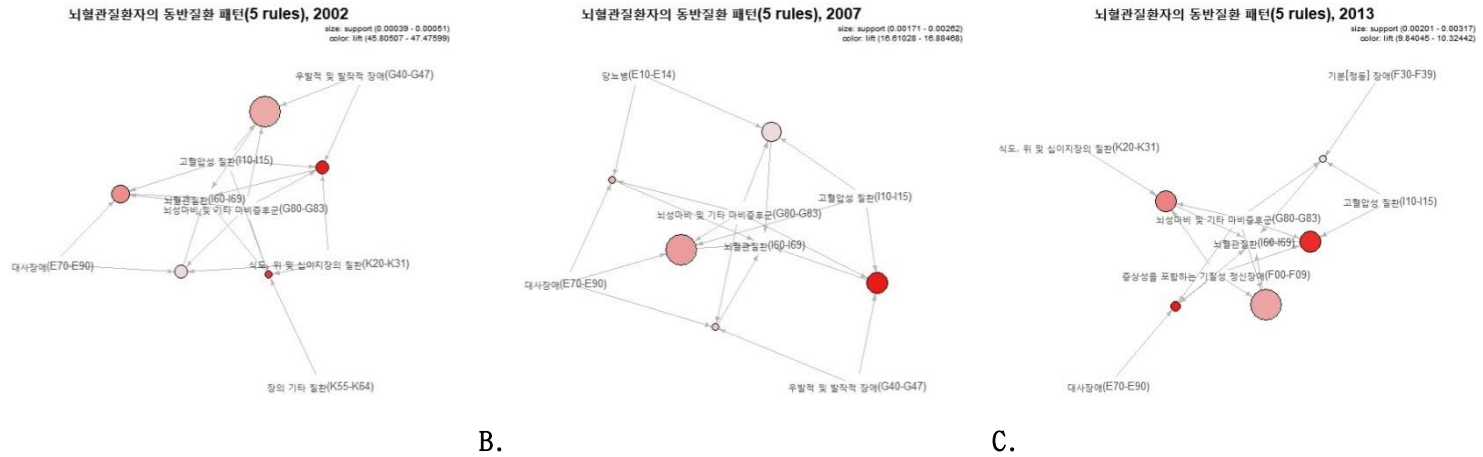 뇌혈관질환자의 동반질환 패턴(5 rules), 2002
size: support (0.00039 - 0.00051)
color: lift (45.80507 - 47.47599)
우발적 및 발작적 장애(G40-G47)
고혈압성 질환(I10-I15)
뇌혈관질환(I60-I69)
뇌성마비 및 기타 마비증후군(G80-G83)
대사장애(E70-E90)
식도, 위 및 십이지장의 질환(K20-K31)
장의 기타 질환(K55-K64)
뇌혈관질환자의 동반질환 패턴(5 rules), 2007
size: support (0.00171 - 0.00262)
color: lift (16.61028 - 16.88468)
당뇨병(E10-E14)
고혈압성 질환(I10-I15)
뇌성마비 및 기타 마비증후군(G80-G83)
뇌혈관질환(I60-I69)
대사장애(E70-E90)
우발적 및 발작적 장애(G40-G47)
B.
뇌혈관질환자의 동반질환 패턴(5 rules), 2013
size: support (0.00201 - 0.00317)
color: lift (9.84045 - 10.32442)
기분[정동] 장애(F30-F39)
식도, 위 및 십이지장의 질환(K20-K31)
고혈압성 질환(I10-I15)
뇌성마비 및 기타 마비증후군(G80-G83)
뇌혈관질환(I60-I69)
증상성을 포함하는 기질성 정신장애(F00-F09)
대사장애(E70-E90)
C.